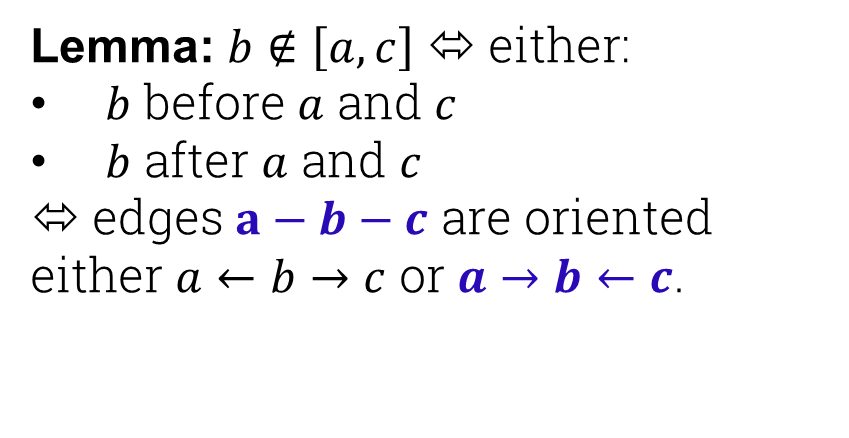 Lemma: b ∉ [a, c] ⇔ either:
• b before a and c
• b after a and c
⇔ edges a − b − c are oriented
either a ← b → c or a → b ← c.